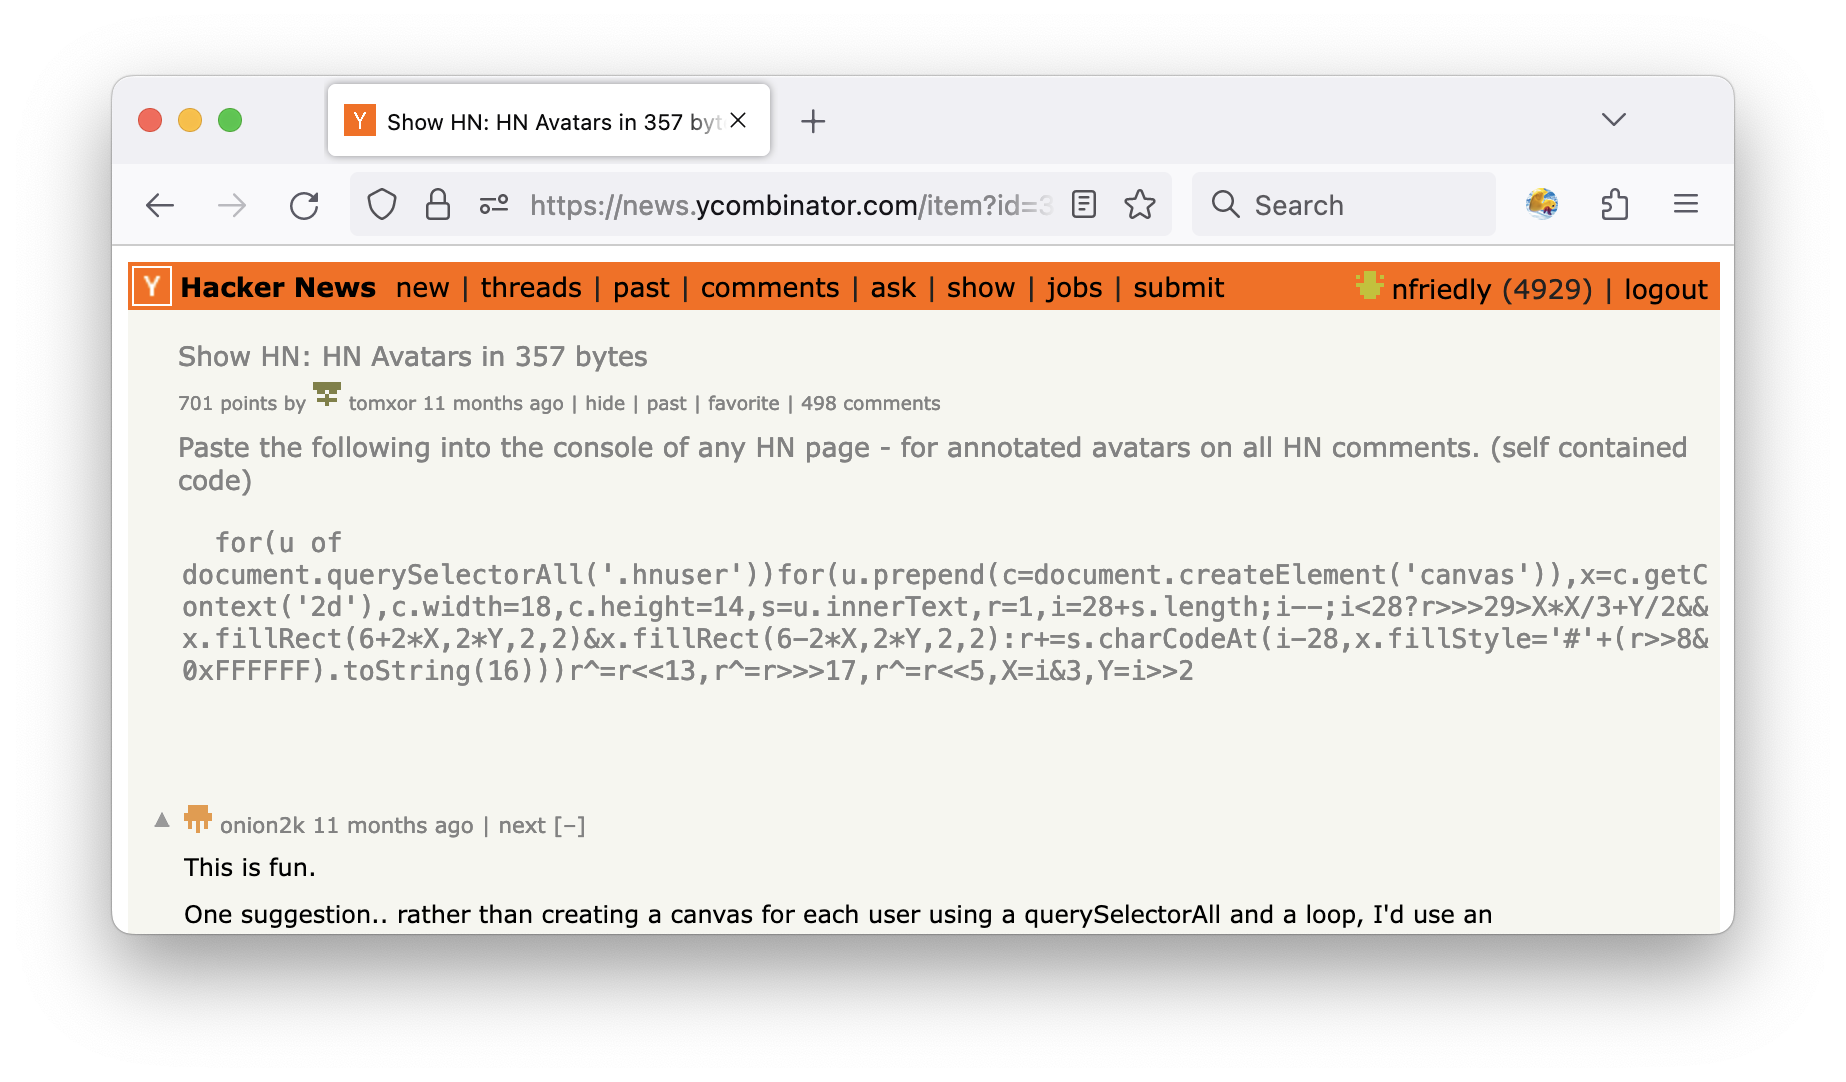 Y Show HN: HN Avatars in 357 byt
https://news.ycombinator.com/item?id=3 Search
Y Hacker News new | threads | past | comments | ask | show | jobs | submit nfriedly (4929) | logout
Show HN: HN Avatars in 357 bytes
701 points by tomxor 11 months ago | hide | past | favorite | 498 comments
Paste the following into the console of any HN page - for annotated avatars on all HN comments. (self contained
code)
for(u of
document.querySelectorAll('.hnuser'))for(u.prepend(c=document.createElement('canvas')),x=c.getC
ontext('2d'),c.width=18,c.height=14,s=u.innerText,r=1,i=28+s.length;i--;i<28?r>>>29>X*X/3+Y/2&&
x.fillRect(6+2*X,2*Y,2,2)&x.fillRect(6-2*X,2*Y,2,2):r+=s.charCodeAt(i-28,x.fillStyle='#'+(r>>8&
0xFFFFFF).toString(16)))r^=r<<13,r^=r>>>17,r^=r<<5,X=i&3,Y=i>>2
▲ onion2k 11 months ago | next [–]
This is fun.
One suggestion.. rather than creating a canvas for each user using a querySelectorAll and a loop, I'd use an